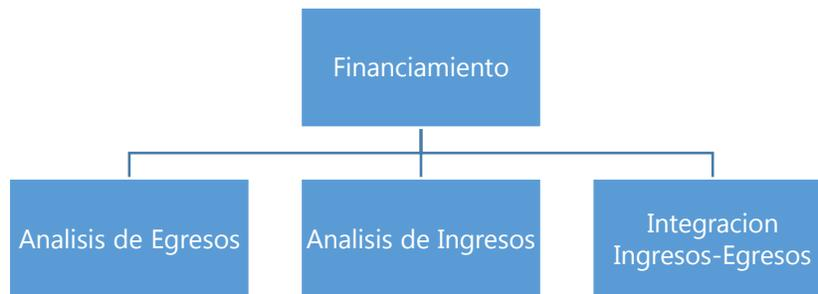 Financiamiento
Analisis de Egresos
Analisis de Ingresos
Integracion
Ingresos-Egresos